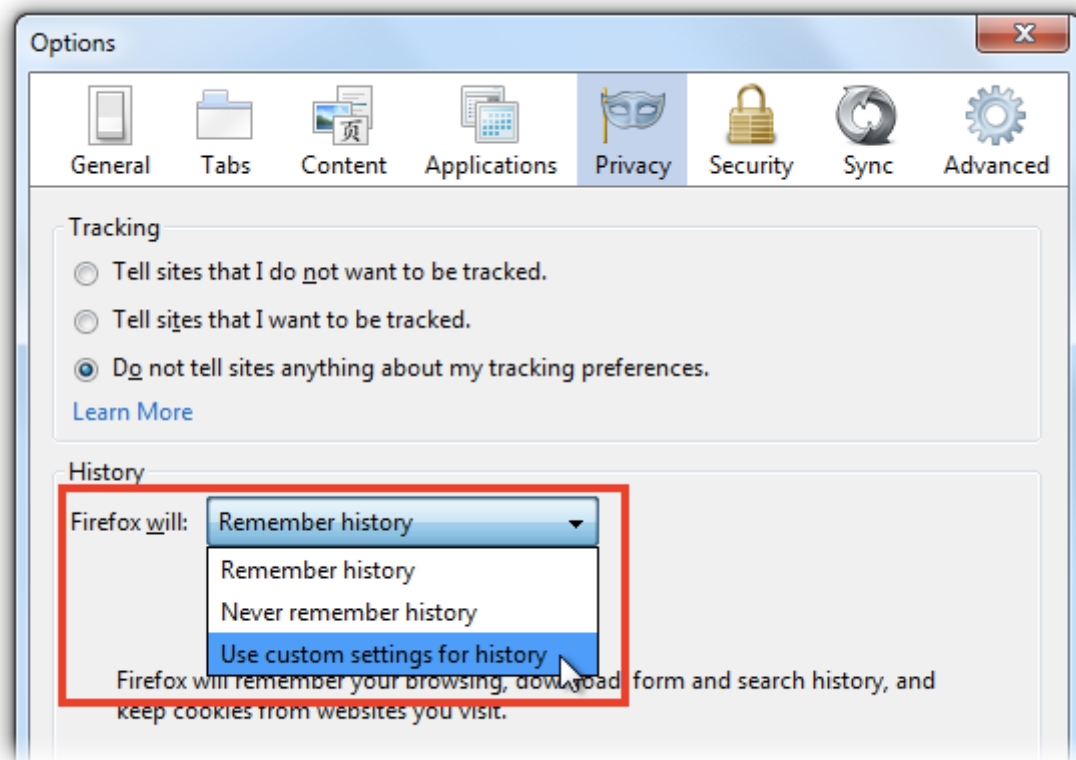 Options
页
General Tabs Content Applications Privacy Security Sync Advanced
Tracking
Tell sites that I do not want to be tracked.
Tell sites that I want to be tracked.
Do not tell sites anything about my tracking preferences.
Learn More
History
Firefox will: Remember history
Remember history
Never remember history
Use custom settings for history
Firefox will remember your browsing, download, form and search history, and
keep cookies from websites you visit.